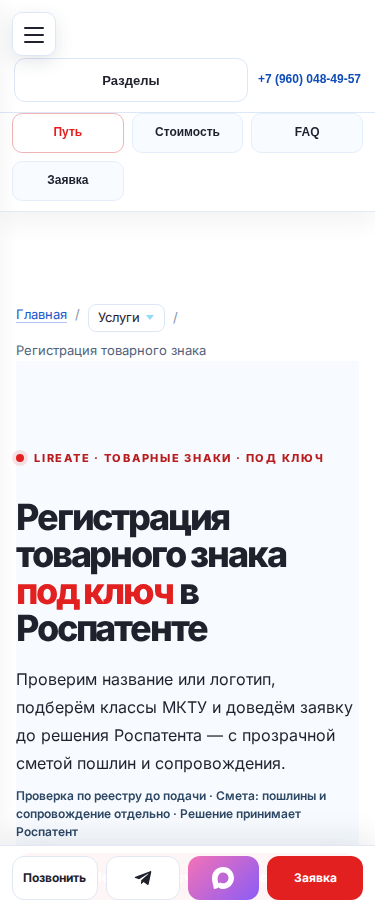 Разделы
+7 (960) 048-49-57
Путь
Стоимость
FAQ
Заявка
Главная / Услуги /
Регистрация товарного знака
LIREATE · ТОВАРНЫЕ ЗНАКИ · ПОД КЛЮЧ
Регистрация
товарного знака
под ключ в
Роспатенте
Проверим название или логотип,
подберём классы МКТУ и доведём заявку
до решения Роспатента — с прозрачной
сметой пошлин и сопровождения.
Проверка по реестру до подачи · Смета: пошлины и
сопровождение отдельно · Решение принимает
Роспатент
Позвонить
Заявка